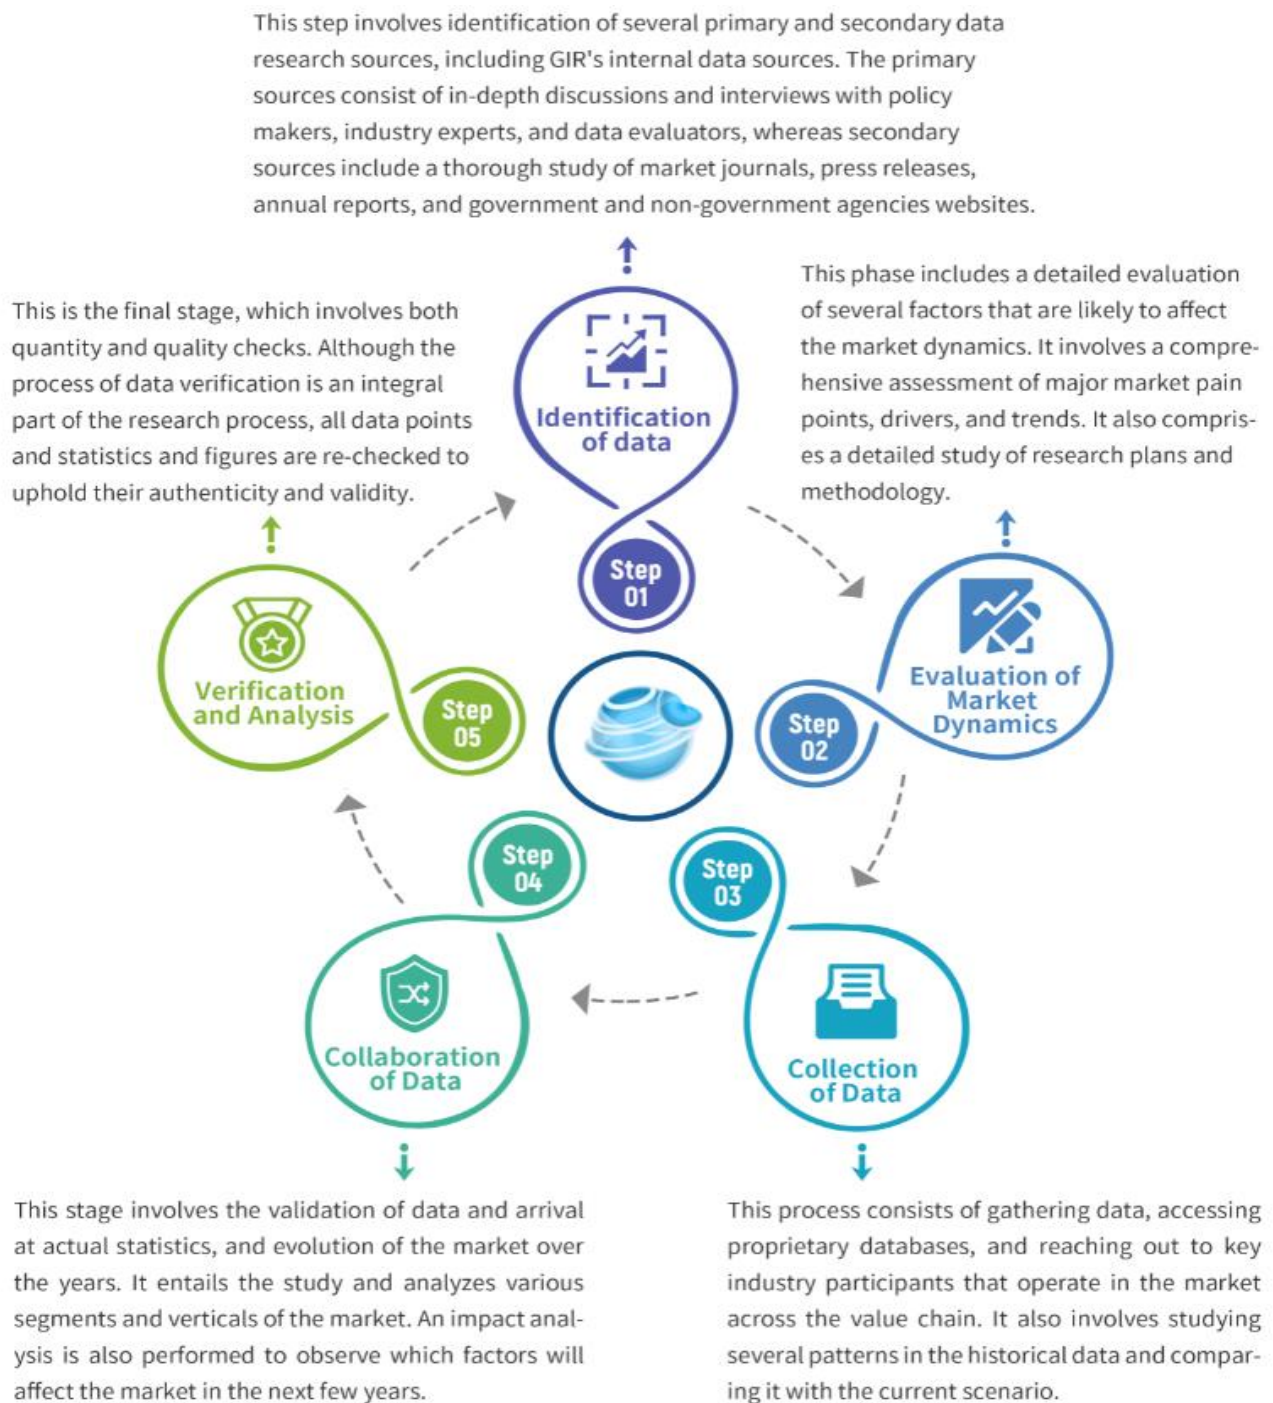 This step involves identification of several primary and secondary data
research sources, including GIR's internal data sources. The primary
sources consist of in-depth discussions and interviews with policy
makers, industry experts, and data evaluators, whereas secondary
sources include a thorough study of market journals, press releases,
annual reports, and government and non-government agencies websites.
Identification
of data
Step
01
This phase includes a detailed evaluation
of several factors that are likely to affect
the market dynamics. It involves a compre-
hensive assessment of major market pain
points, drivers, and trends. It also compris-
es a detailed study of research plans and
methodology.
Evaluation of
Market
Dynamics
Step
02
Step
03
Collection
of Data
This process consists of gathering data, accessing
proprietary databases, and reaching out to key
industry participants that operate in the market
across the value chain. It also involves studying
several patterns in the historical data and compar-
ing it with the current scenario.
Step
04
Collaboration
of Data
This stage involves the validation of data and arrival
at actual statistics, and evolution of the market over
the years. It entails the study and analyzes various
segments and verticals of the market. An impact anal-
ysis is also performed to observe which factors will
affect the market in the next few years.
This is the final stage, which involves both
quantity and quality checks. Although the
process of data verification is an integral
part of the research process, all data points
and statistics and figures are re-checked to
uphold their authenticity and validity.
Verification
and Analysis
Step
05